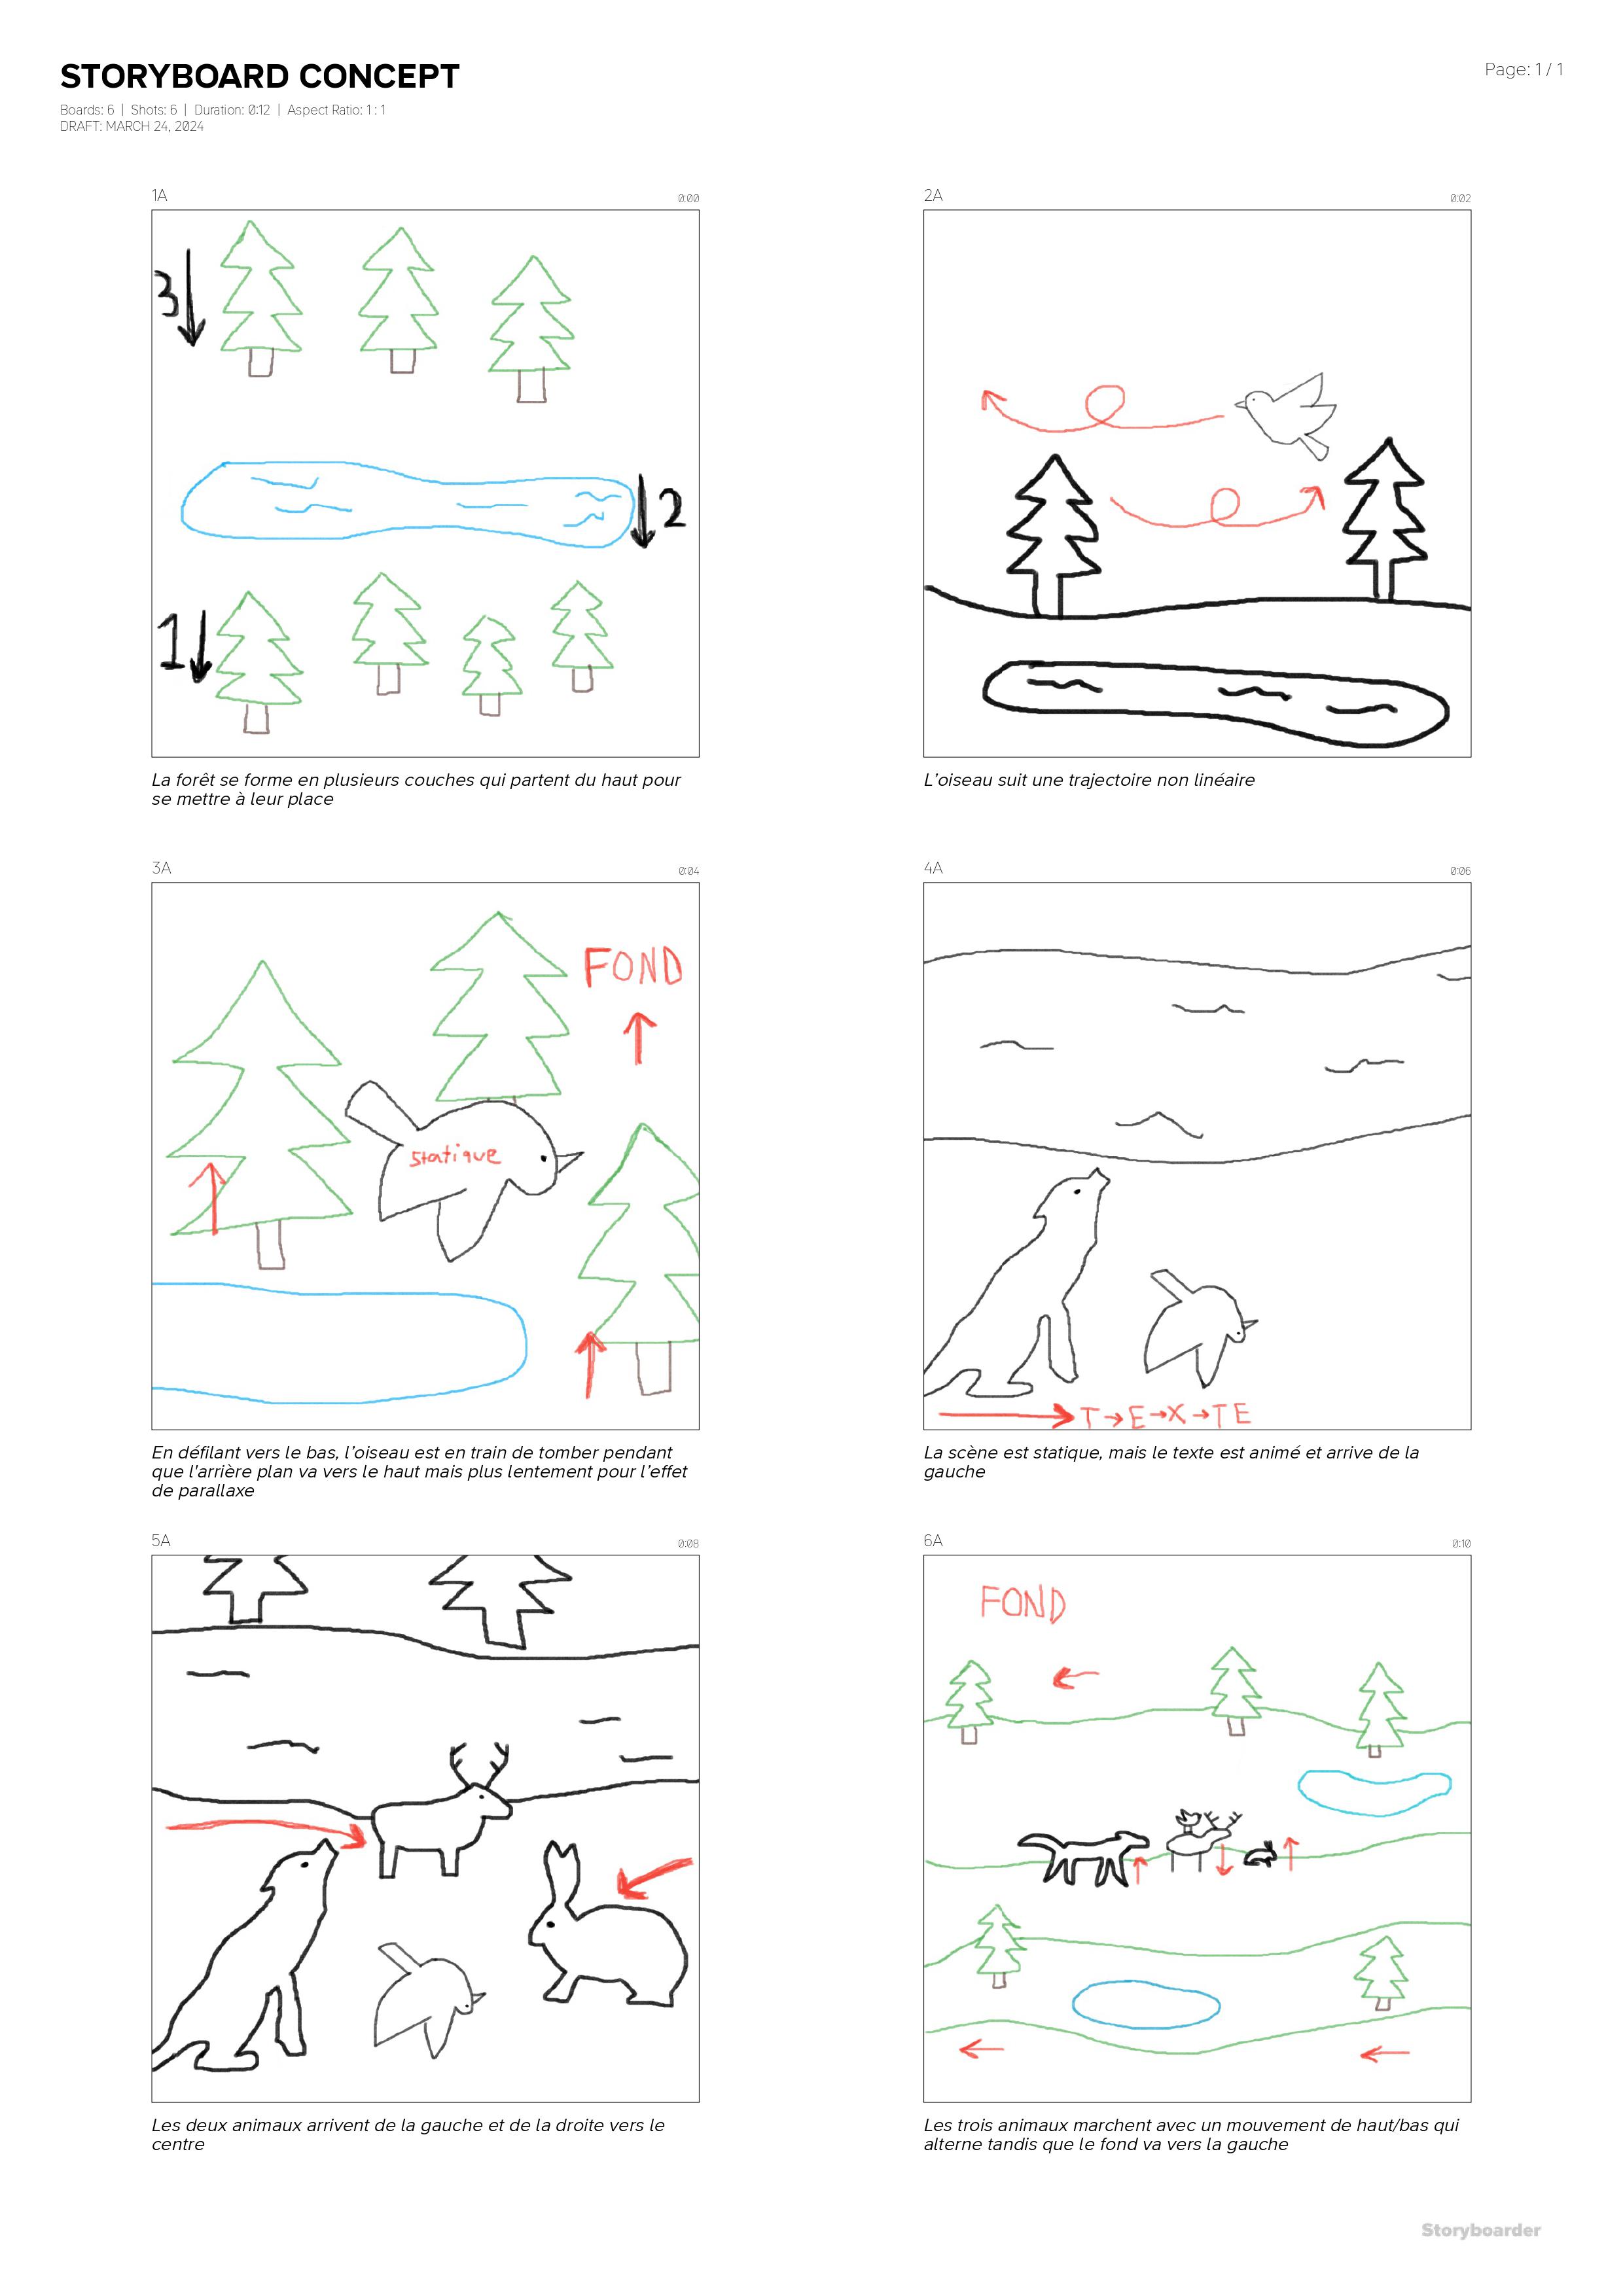 STORYBOARD CONCEPT
Page: 1 / 1
Boards: 6 | Shots: 6 | Duration: 0:12 | Aspect Ratio: 1 : 1
DRAFT: MARCH 24, 2024
1A
0:00
3
2
1
La forêt se forme en plusieurs couches qui partent du haut pour
se mettre à leur place
2A
0:02
L'oiseau suit une trajectoire non linéaire
3A
0:04
FOND
statique
En défilant vers le bas, l'oiseau est en train de tomber pendant
que l'arrière plan va vers le haut mais plus lentement pour l'effet
de parallaxe
4A
0:06
T→E→X→TE
La scène est statique, mais le texte est animé et arrive de la
gauche
5A
0:08
Les deux animaux arrivent de la gauche et de la droite vers le
centre
6A
0:10
FOND
Les trois animaux marchent avec un mouvement de haut/bas qui
alterne tandis que le fond va vers la gauche
Storyboarder